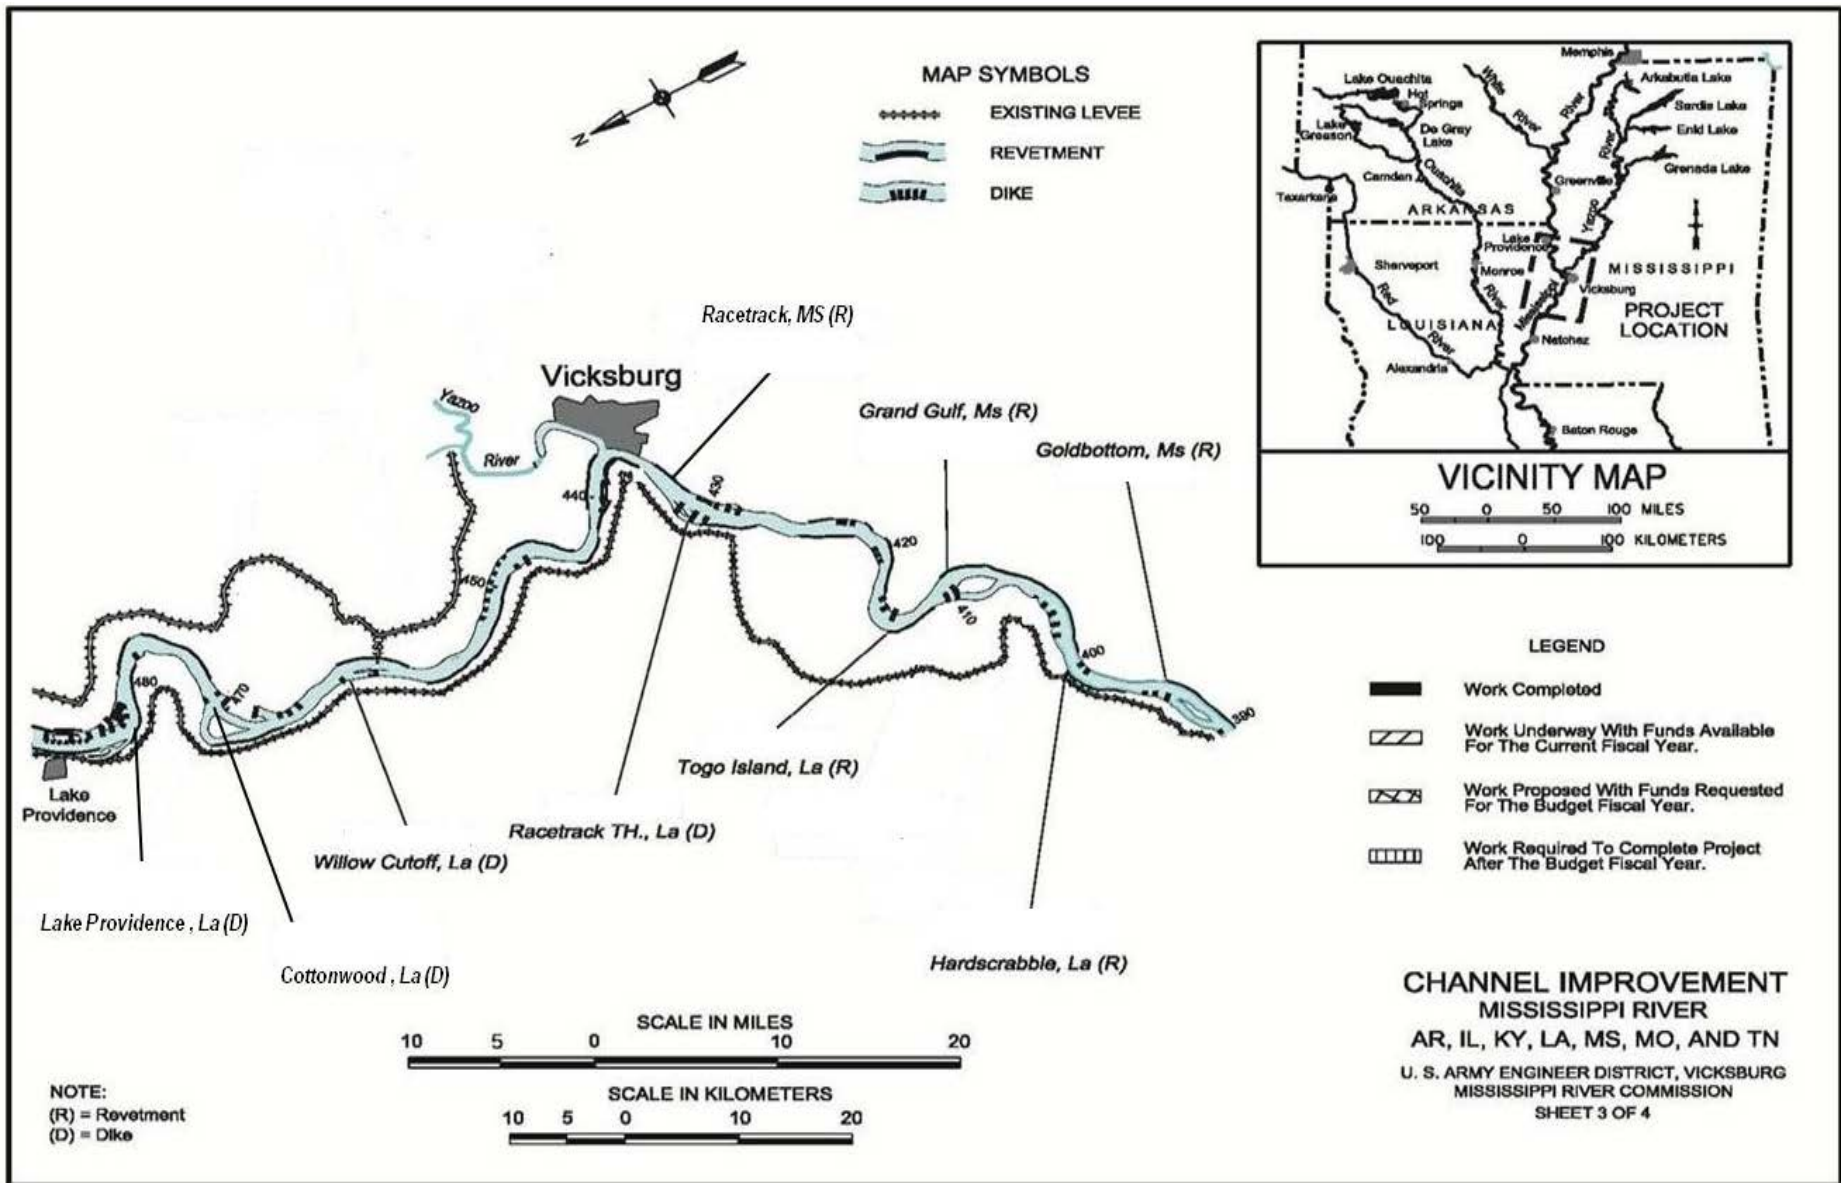 N
MAP SYMBOLS
EXISTING LEVEE
REVETMENT
DIKE
Racetrack, MS (R)
Vicksburg
Yazoo
River
Grand Gulf, Ms (R)
Goldbottom, Ms (R)
440
430
420
450
410
460
400
480
470
390
Lake
Providence
Togo Island, La (R)
Racetrack TH., La (D)
Willow Cutoff, La (D)
Lake Providence , La (D)
Cottonwood , La (D)
Hardscrabble, La (R)
SCALE IN MILES
10 5 0 10 20
SCALE IN KILOMETERS
10 5 0 10 20
NOTE:
(R) = Revetment
(D) = Dike
Memphis
Lake Ouachita
Hot
Springs
White
River
River
Arkabutla Lake
Sardis Lake
Lake
Greeson
De Gray
Lake
River
Enid Lake
Grenada Lake
Camden
Ouachita
Greenville
Texarkana
ARKANSAS
Yazoo
Lake
Providence
Sherveport
Monroe
MISSISSIPPI
Vicksburg
Red
River
Mississippi
PROJECT
LOCATION
LOUISIANA
River
Natchez
Alexandria
Baton Rouge
VICINITY MAP
50 0 50 100 MILES
100 0 100 KILOMETERS
LEGEND
Work Completed
Work Underway With Funds Available
For The Current Fiscal Year.
Work Proposed With Funds Requested
For The Budget Fiscal Year.
Work Required To Complete Project
After The Budget Fiscal Year.
CHANNEL IMPROVEMENT
MISSISSIPPI RIVER
AR, IL, KY, LA, MS, MO, AND TN
U. S. ARMY ENGINEER DISTRICT, VICKSBURG
MISSISSIPPI RIVER COMMISSION
SHEET 3 OF 4